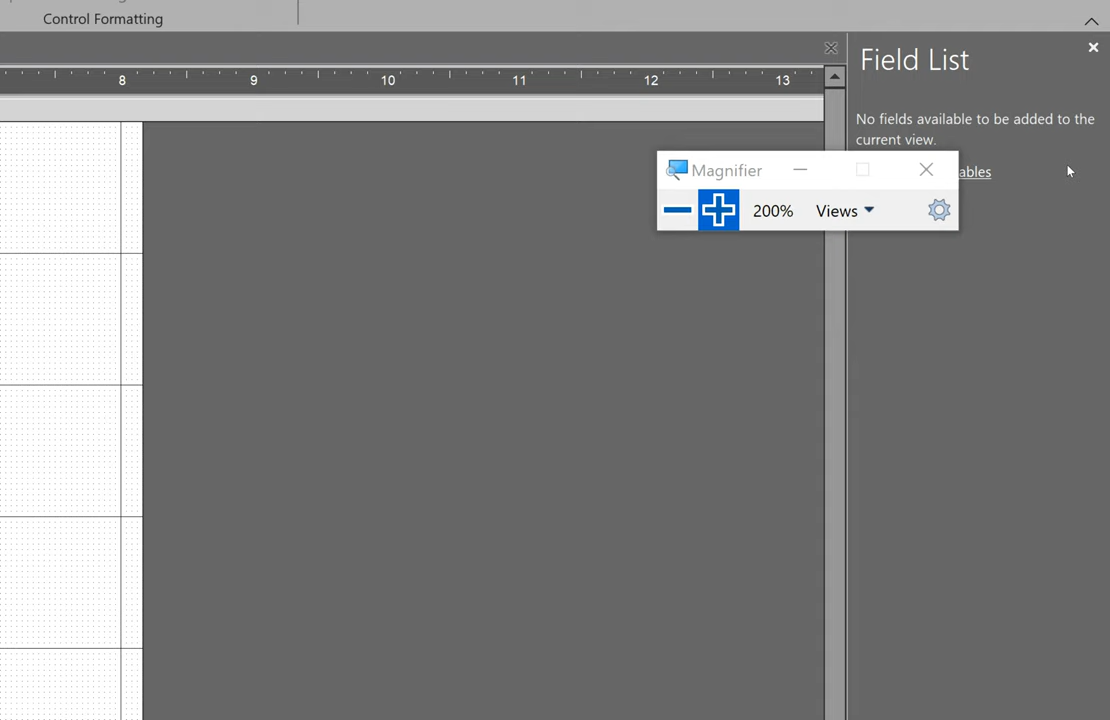 Control Formatting
8 9 10 11 12 13
Field List
No fields available to be added to the
current view.
ables
Magnifier
200% Views